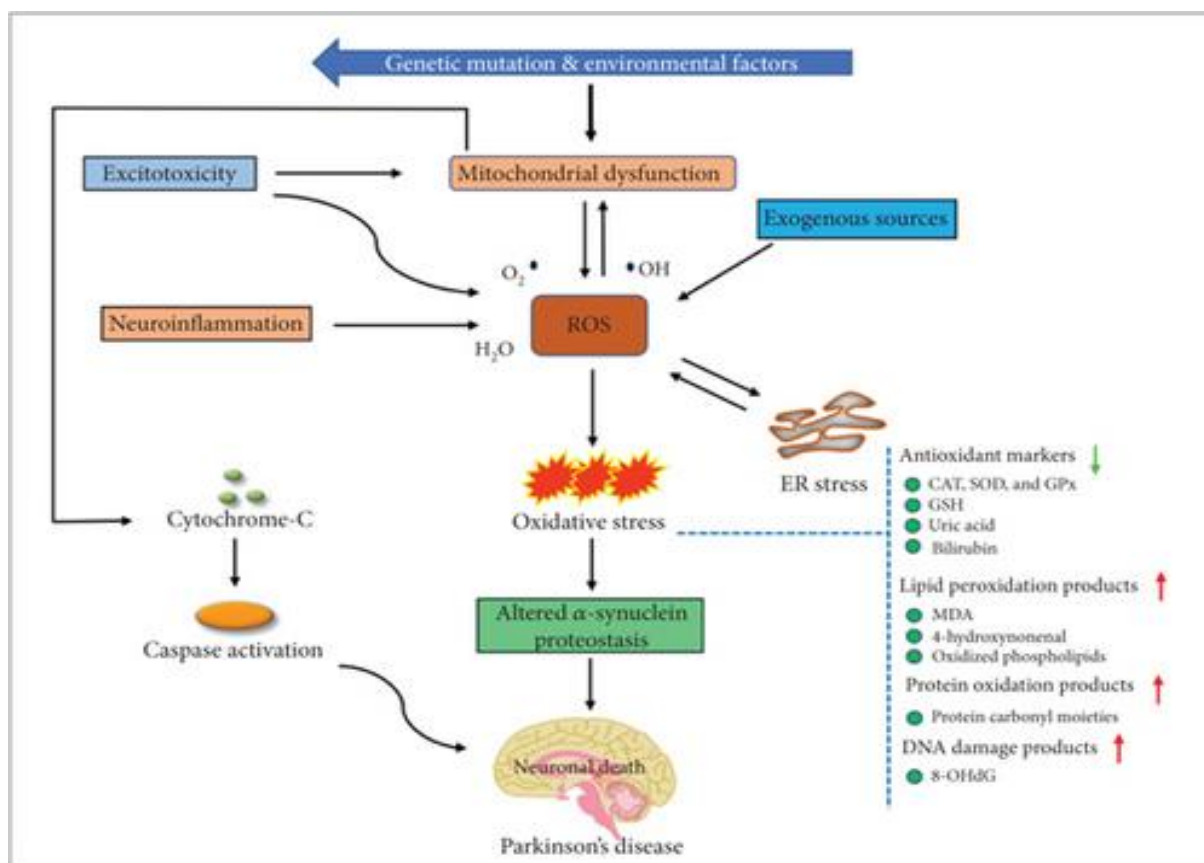 Genetic mutation & environmental factors
Excitotoxicity
Mitochondrial dysfunction
Exogenous sources
O₂ •
•OH
Neuroinflammation
ROS
H₂O
ER stress
Cytochrome-C
Oxidative stress
Antioxidant markers
CAT, SOD, and GPx
GSH
Uric acid
Bilirubin
Lipid peroxidation products
MDA
4-hydroxynonenal
Oxidized phospholipids
Protein oxidation products
Protein carbonyl moieties
DNA damage products
8-OHdG
Altered α-synuclein
proteostasis
Caspase activation
Neuronal death
Parkinson's disease